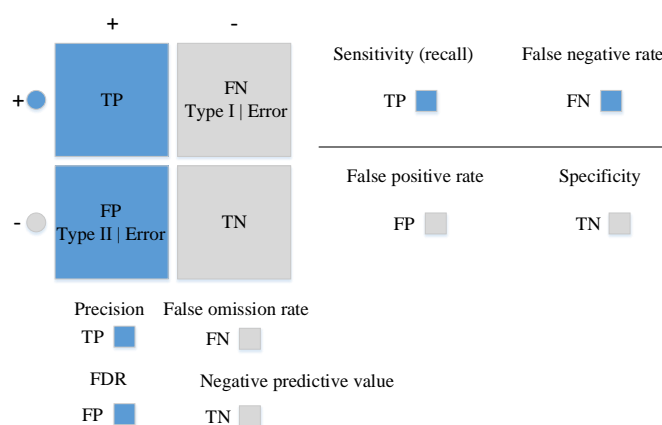 + -
Sensitivity (recall) False negative rate
+ TP FN
Type I | Error
TP FN
False positive rate Specificity
- FP
Type II | Error
TN
FP TN
Precision False omission rate
TP FN
FDR Negative predictive value
FP TN